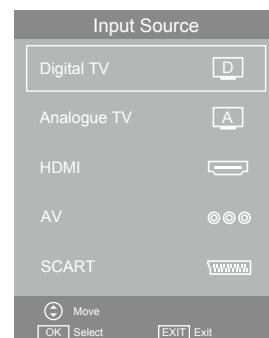 Input Source
Digital TV D
Analogue TV A
HDMI
AV
SCART
Move
OK Select EXIT Exit